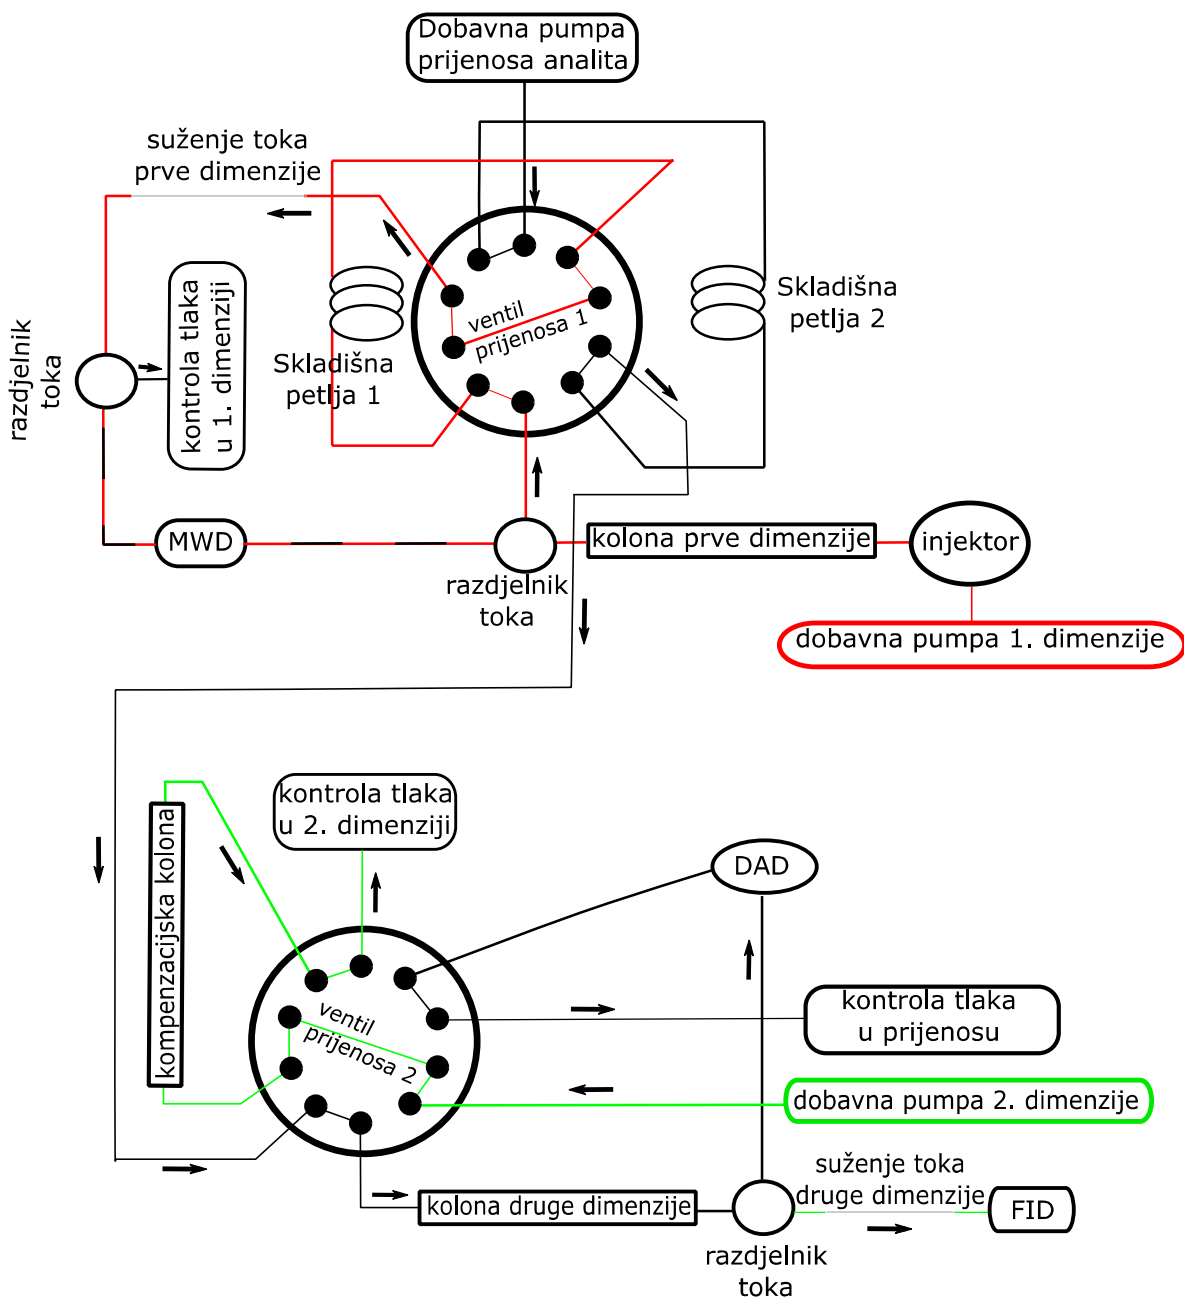 Dobavna pumpa
prijenosa analita
suženje toka
prve dimenzije
kontrola tlaka
u 1. dimenziji
razdjelnik
toka
Skladišna
petlja 1
ventil
prijenosa 1
Skladišna
petlja 2
MWD
razdjelnik
toka
kolona prve dimenzije
injektor
dobavna pumpa 1. dimenzije
kompenzacijska kolona
kontrola tlaka
u 2. dimenziji
DAD
ventil
prijenosa 2
kontrola tlaka
u prijenosu
dobavna pumpa 2. dimenzije
kolona druge dimenzije
suženje toka
druge dimenzije
FID
razdjelnik
toka